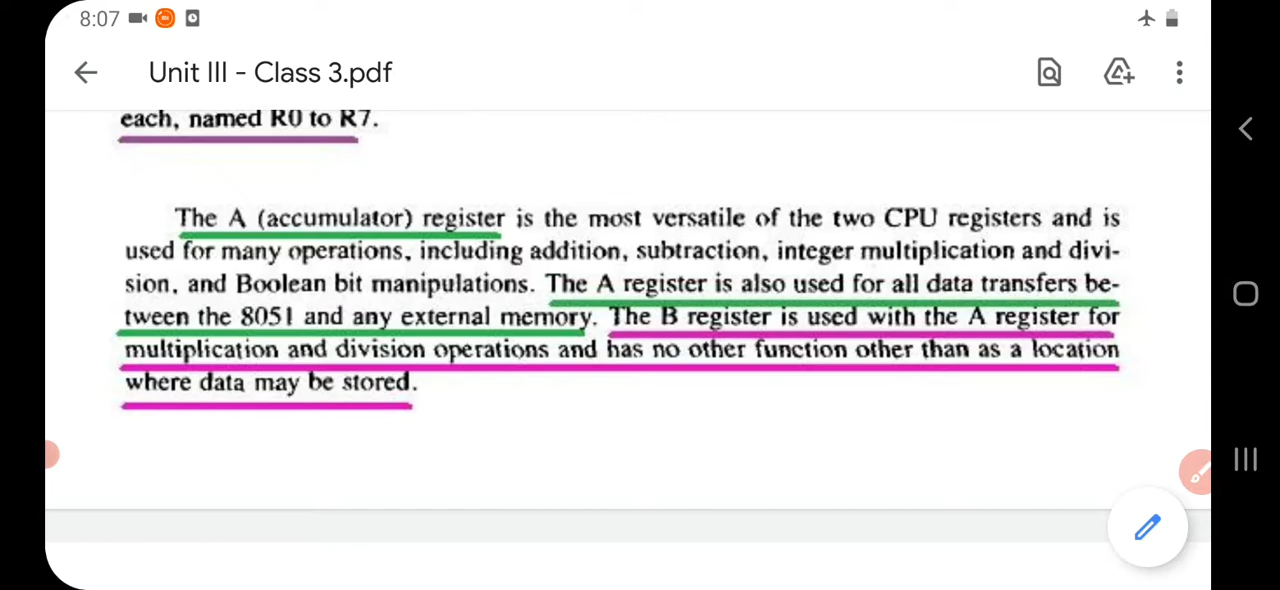 8:07
Unit III - Class 3.pdf
each, named R0 to R7.
The A (accumulator) register is the most versatile of the two CPU registers and is
used for many operations, including addition, subtraction, integer multiplication and divi-
sion, and Boolean bit manipulations. The A register is also used for all data transfers be-
tween the 8051 and any external memory. The B register is used with the A register for
multiplication and division operations and has no other function other than as a location
where data may be stored.